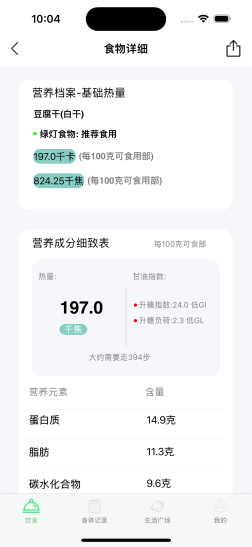 10:04
食物详细
营养档案-基础热量
豆腐干(白干)
绿灯食物: 推荐食用
197.0千卡 (每100克可食用部)
824.25千焦 (每100克可食用部)
营养成分细致表 每100克可食部
热量: 甘油指数:
197.0
千焦
升糖指数:24.0 低GI
升糖负荷:2.3 低GL
大约需要走394步
营养元素 含量
蛋白质 14.9克
脂肪 11.3克
碳水化合物 9.6克
饮食 身体记录 生活广场 我的